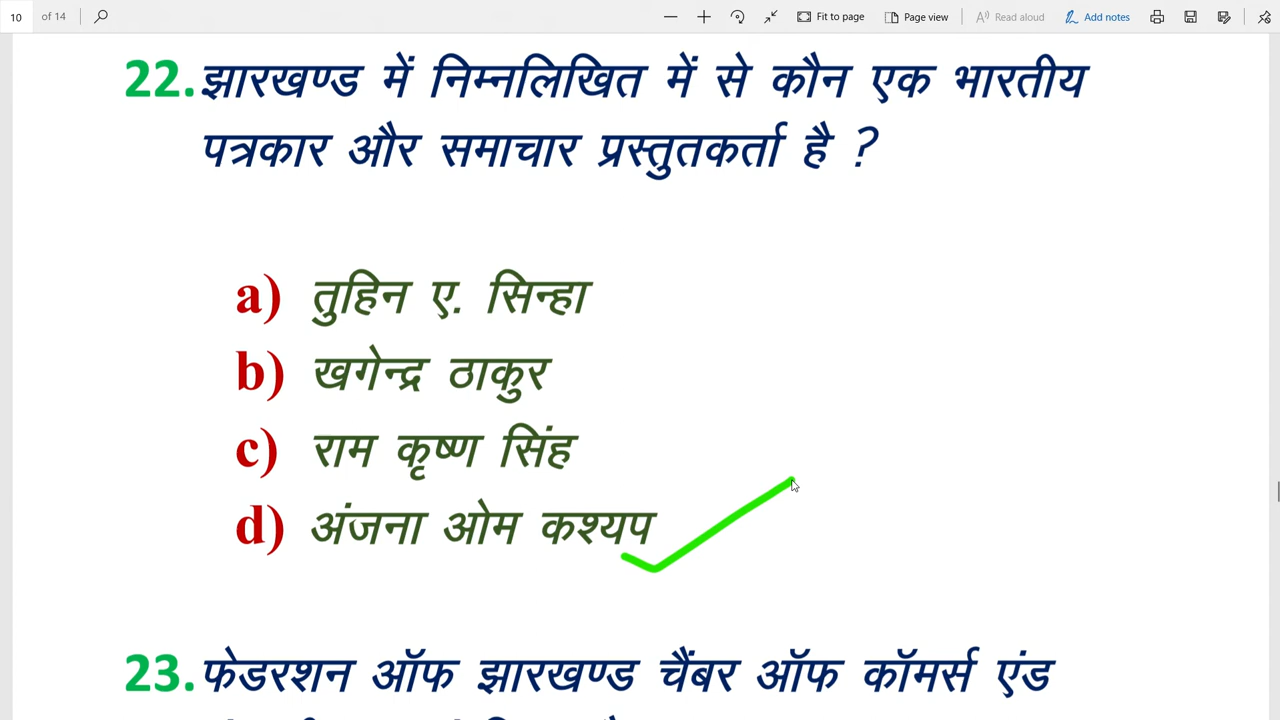 10 of 14 Fit to page Page view Read aloud Add notes
22. झारखण्ड में निम्नलिखित में से कौन एक भारतीय
पत्रकार और समाचार प्रस्तुतकर्ता है ?
a) तुहिन ए. सिन्हा
b) खगेन्द्र ठाकुर
c) राम कृष्ण सिंह
d) अंजना ओम कश्यप
23. फेडरशन ऑफ झारखण्ड चैंबर ऑफ कॉमर्स एंड